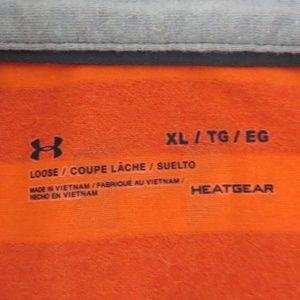 XL / TG / EG
LOOSE / COUPE LÂCHE / SUELTO
MADE IN VIETNAM / FABRIQUÉ AU VIETNAM /
HECHO EN VIETNAM
HEATGEAR